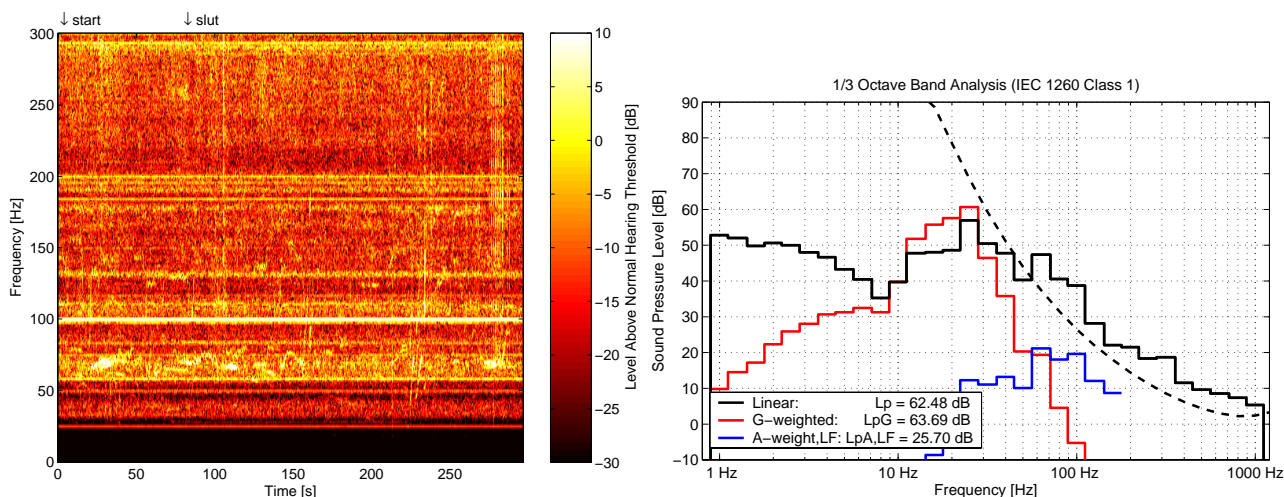 ↓ start
↓ slut
300
250
200
150
100
50
0
Frequency [Hz]
0
50
100
150
200
250
Time [s]
10
5
0
−5
−10
−15
−20
−25
−30
Level Above Normal Hearing Threshold [dB]
1/3 Octave Band Analysis (IEC 1260 Class 1)
90
80
70
60
50
40
30
20
10
0
−10
Sound Pressure Level [dB]
Linear: Lp = 62.48 dB
G−weighted: LpG = 63.69 dB
A−weight,LF: LpA,LF = 25.70 dB
1 Hz
10 Hz
100 Hz
1000 Hz
Frequency [Hz]